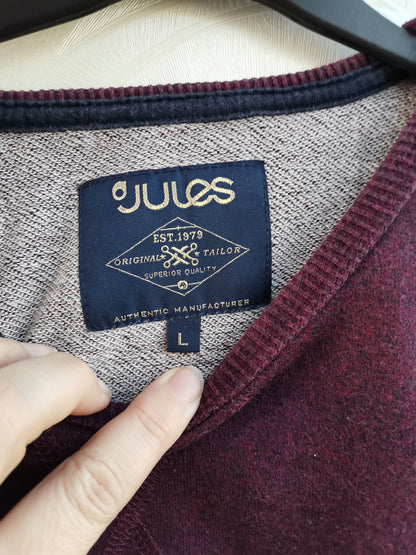 JULES
EST.1979
ORIGINAL TAILOR
SUPERIOR QUALITY
AUTHENTIC MANUFACTURER
L